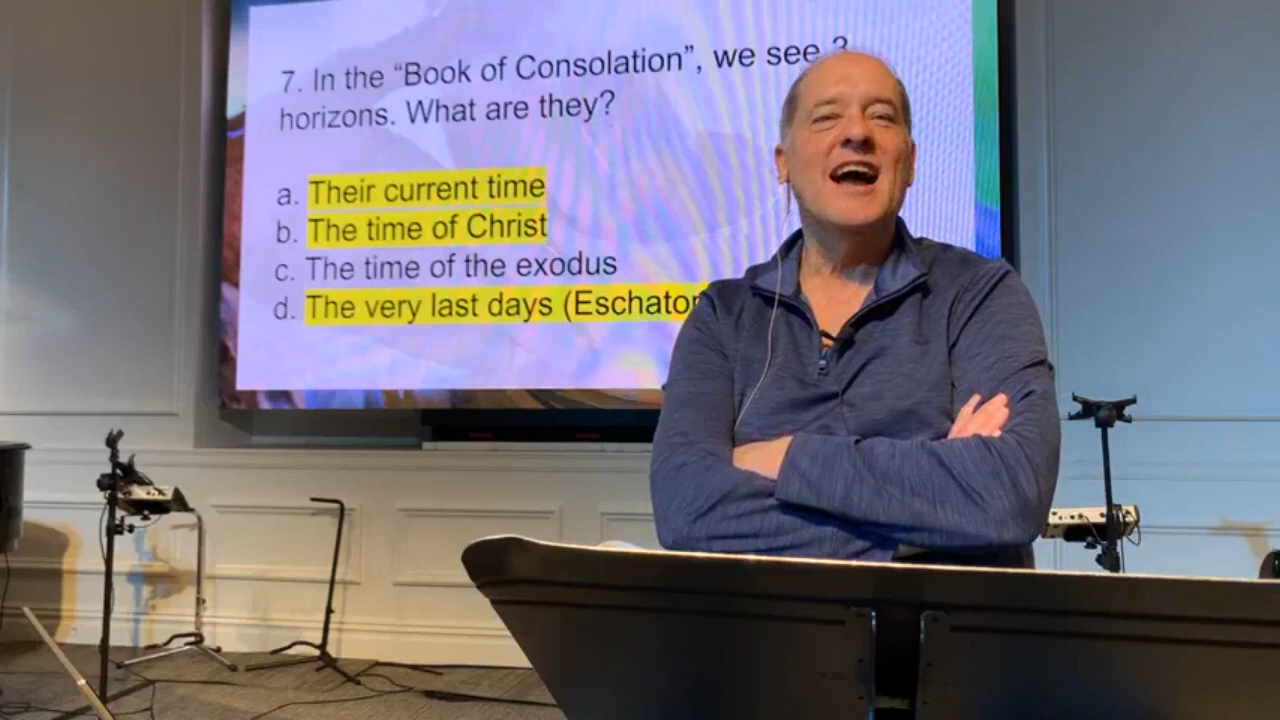 7. In the “Book of Consolation”, we see 3
horizons. What are they?
a. Their current time
b. The time of Christ
c. The time of the exodus
d. The very last days (Eschaton